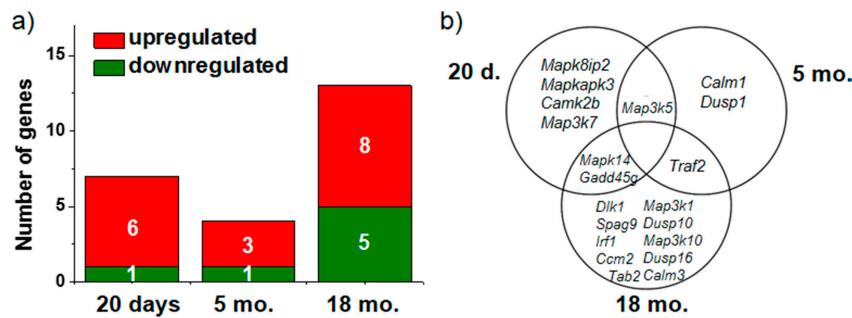 a)
Number of genes
15
10
5
0
upregulated
downregulated
6
1
3
1
8
5
20 days
5 mo.
18 mo.
b)
20 d.
5 mo.
Mapk8ip2
Mapkapk3
Camk2b
Map3k7
Map3k5
Calm1
Dusp1
Mapk14
Gadd45g
Traf2
Dlk1 Map3k1
Spag9 Dusp10
Irf1 Map3k10
Ccm2 Dusp16
Tab2 Calm3
18 mo.